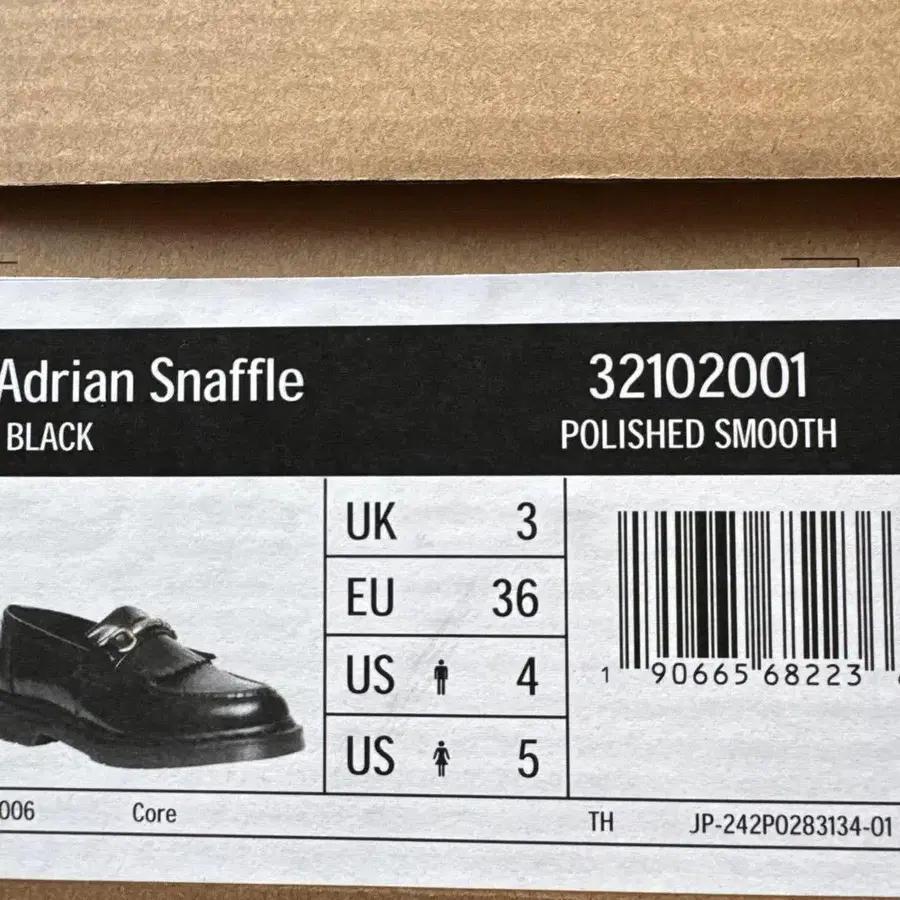 Adrian Snaffle
32102001
BLACK
POLISHED SMOOTH
UK 3
EU 36
US 4
US 5
1 90665 68223
006
Core
TH
JP-242P0283134-01